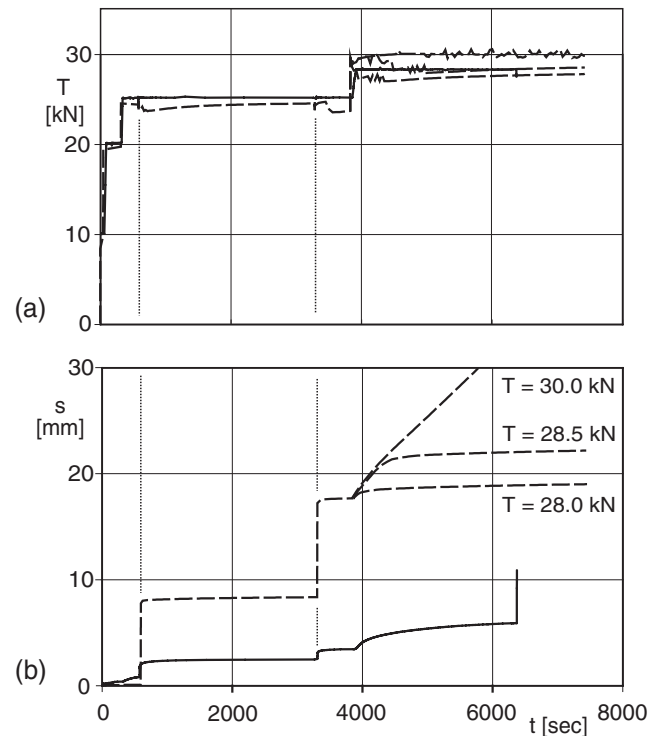 30
T
[kN]
20
10
(a)
0
30
s
[mm]
T = 30.0 kN
T = 28.5 kN
20
T = 28.0 kN
10
(b)
0
0 2000 4000 6000 8000
t [sec]